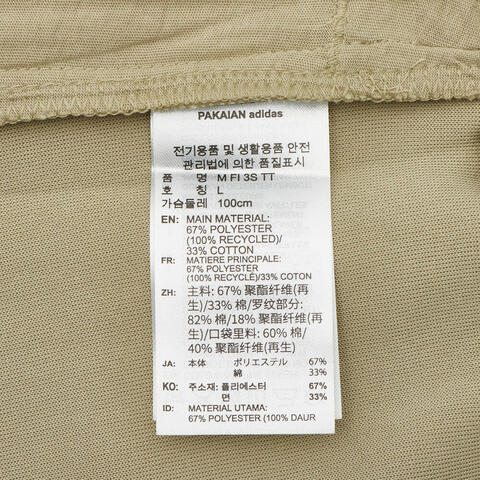 PAKAIAN adidas
전기용품 및 생활용품 안전
관리법에 의한 품질표시
품 명 M FI 3S TT
호 칭 L
가슴둘레 100cm
EN: MAIN MATERIAL:
67% POLYESTER
(100% RECYCLED)/
33% COTTON
FR: MATIERE PRINCIPALE:
67% POLYESTER
(100% RECYCLÉ)/33% COTON
ZH: 主料: 67% 聚酯纤维(再
生)/33% 棉/罗纹部分:
82% 棉/18% 聚酯纤维(再
生)/口袋里料: 60% 棉/
40% 聚酯纤维(再生)
JA: 本体 ポリエステル 67%
綿 33%
KO: 주소재: 폴리에스터 67%
면 33%
ID: MATERIAL UTAMA:
67% POLYESTER (100% DAUR